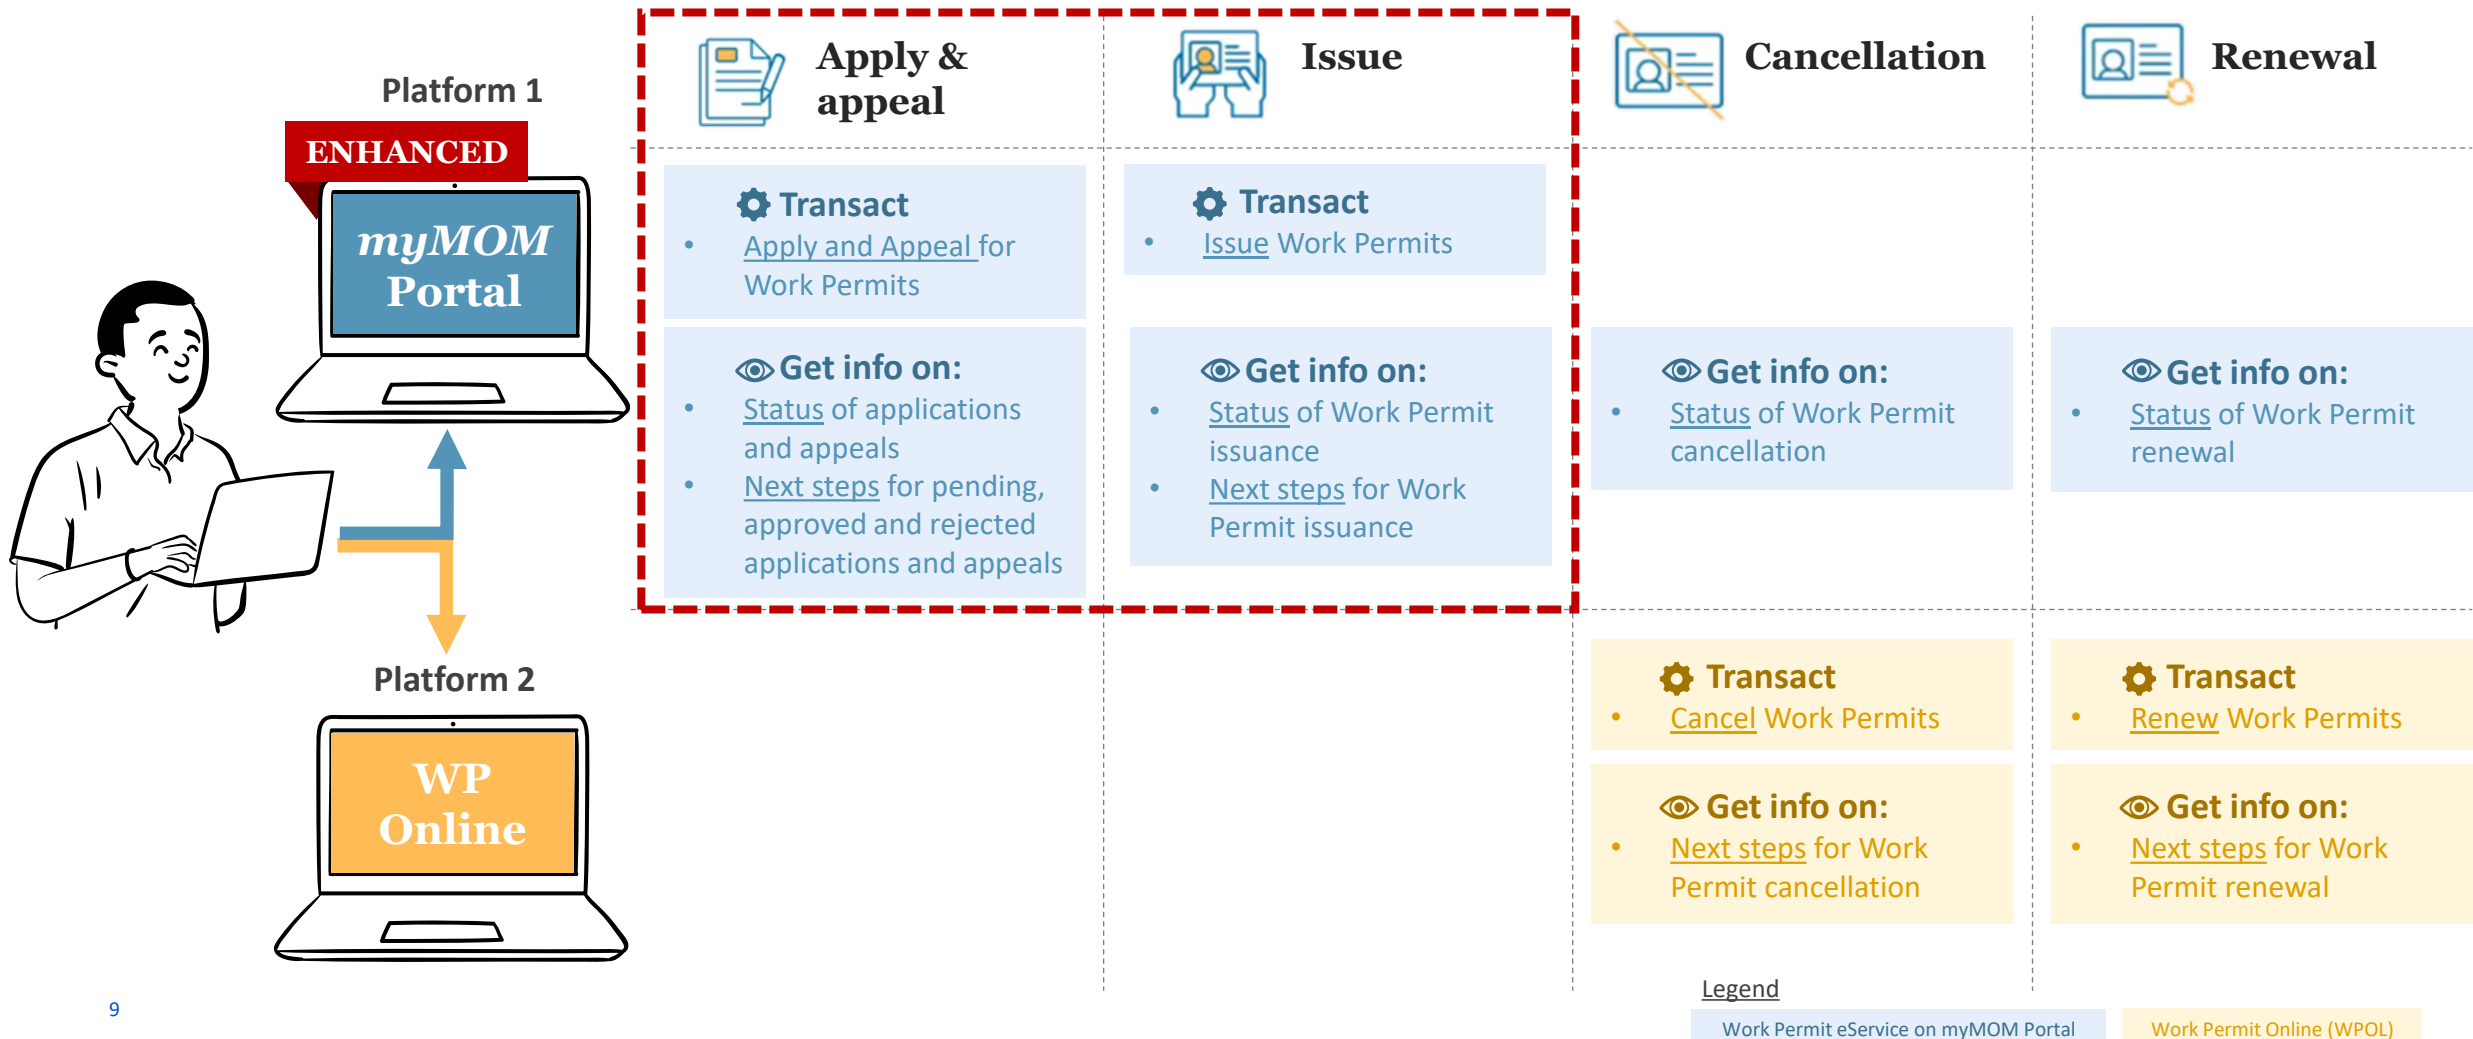 Platform 1
ENHANCED
myMOM
Portal
Platform 2
WP
Online
Apply &
appeal
Issue
Cancellation
Renewal
Transact
• Apply and Appeal for
Work Permits
Transact
• Issue Work Permits
Get info on:
• Status of applications
and appeals
• Next steps for pending,
approved and rejected
applications and appeals
Get info on:
• Status of Work Permit
issuance
• Next steps for Work
Permit issuance
Get info on:
• Status of Work Permit
cancellation
Get info on:
• Status of Work Permit
renewal
Transact
• Cancel Work Permits
Transact
• Renew Work Permits
Get info on:
• Next steps for Work
Permit cancellation
Get info on:
• Next steps for Work
Permit renewal
Legend
Work Permit eService on myMOM Portal
Work Permit Online (WPOL)
9